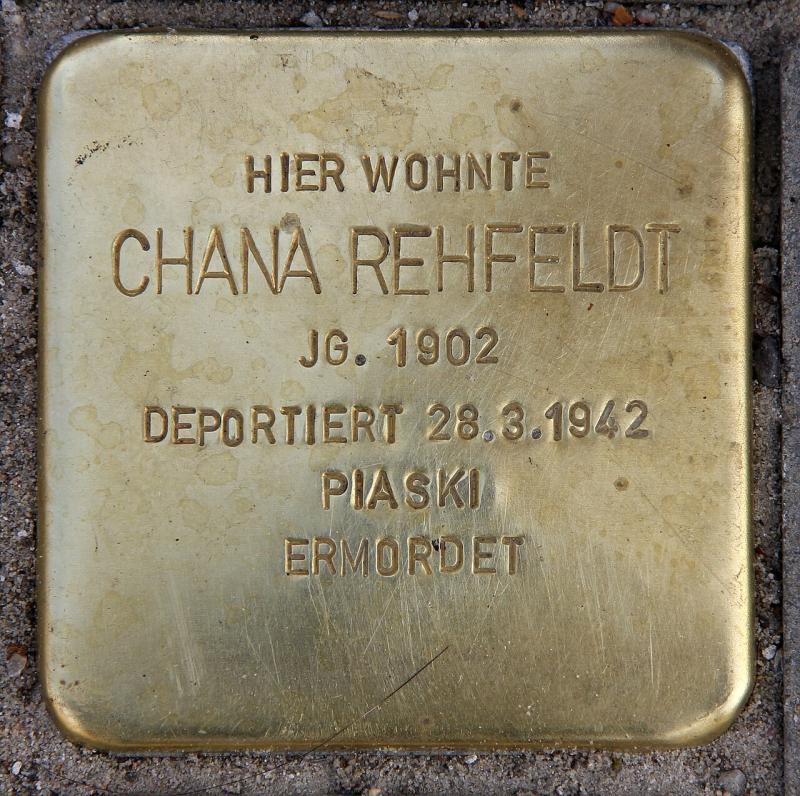 HIER WOHNTE
CHANA REHFELDT
JG. 1902
DEPORTIERT 28.3.1942
PIASKI
ERMORDET